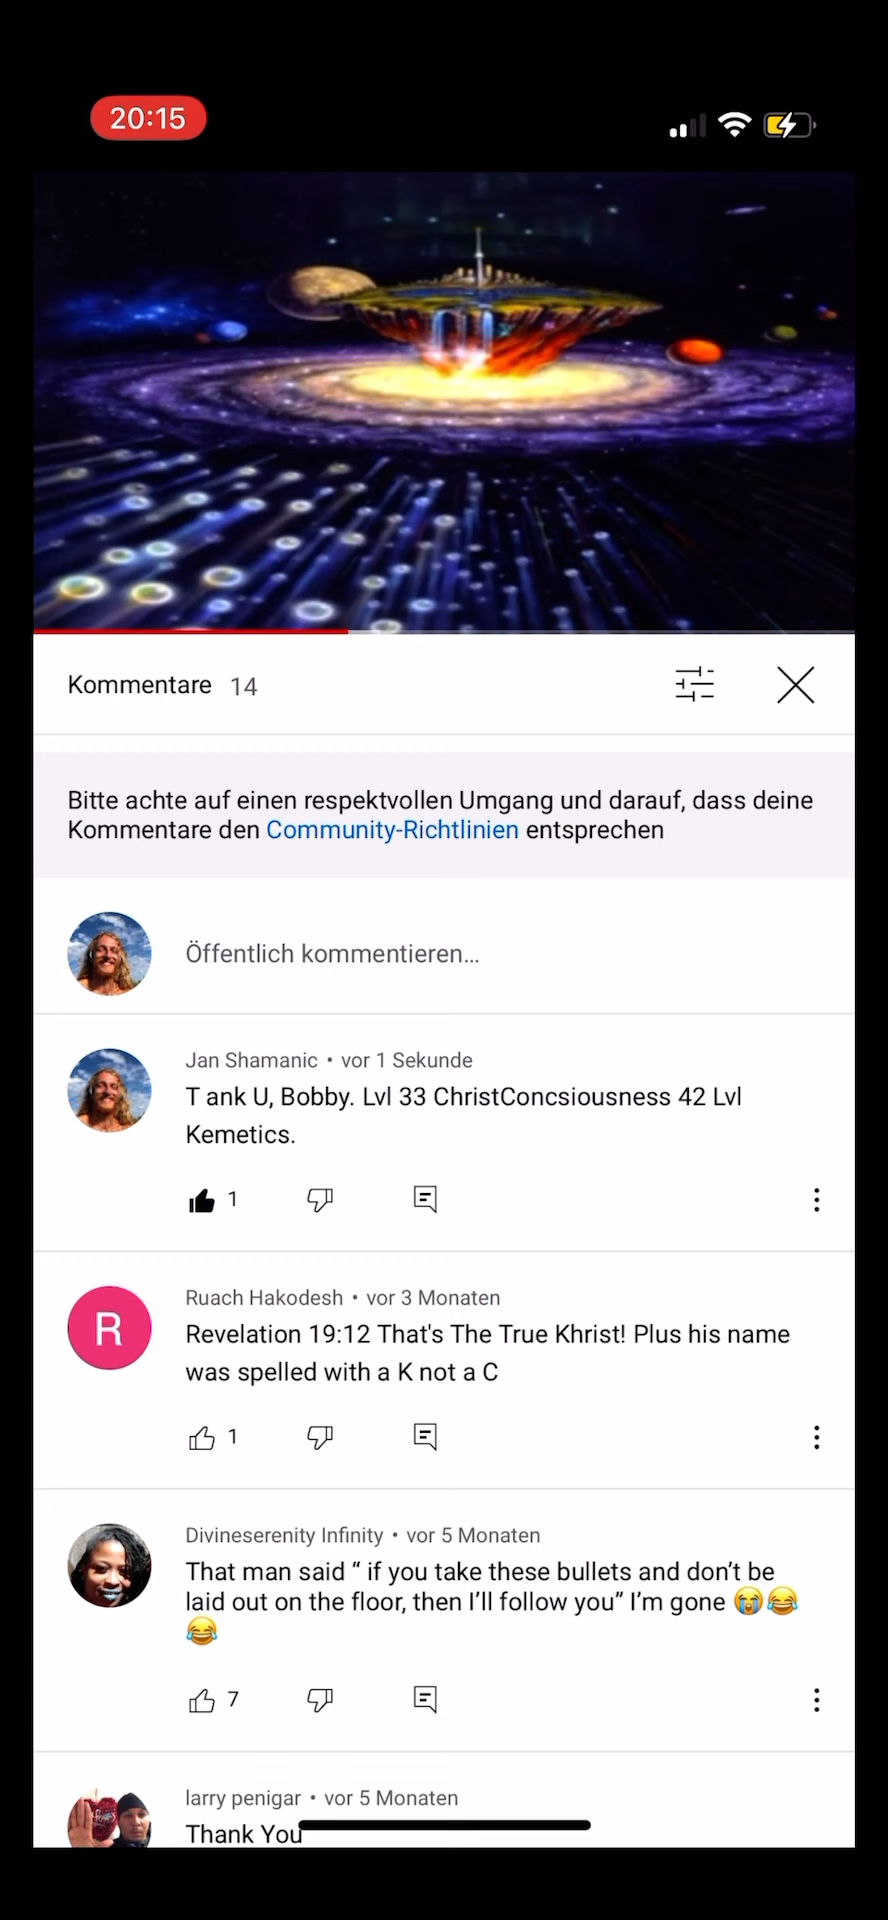 20:15
Kommentare 14
Bitte achte auf einen respektvollen Umgang und darauf, dass deine
Kommentare den Community-Richtlinien entsprechen
Öffentlich kommentieren...
Jan Shamanic • vor 1 Sekunde
T ank U, Bobby. Lvl 33 ChristConcsiousness 42 Lvl
Kemetics.
1
R
Ruach Hakodesh • vor 3 Monaten
Revelation 19:12 That's The True Khrist! Plus his name
was spelled with a K not a C
1
Divineserenity Infinity • vor 5 Monaten
That man said “ if you take these bullets and don’t be
laid out on the floor, then I’ll follow you” I’m gone 😭😂
😂
7
larry penigar • vor 5 Monaten
Thank You